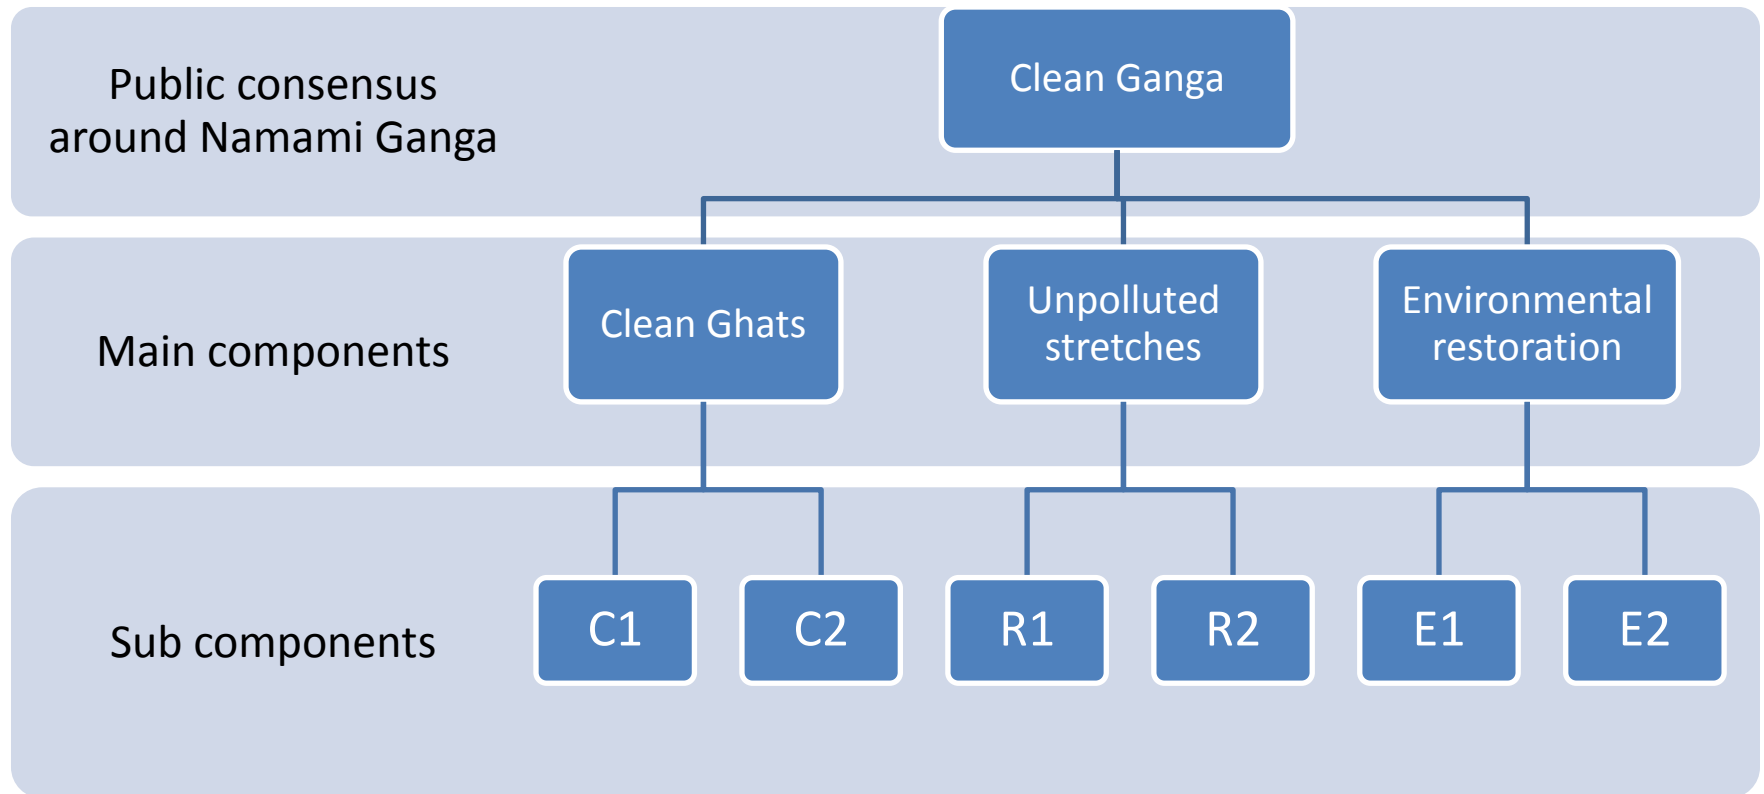 Public consensus
around Namami Ganga
Clean Ganga
Main components
Clean Ghats
Unpolluted
stretches
Environmental
restoration
Sub components
C1
C2
R1
R2
E1
E2